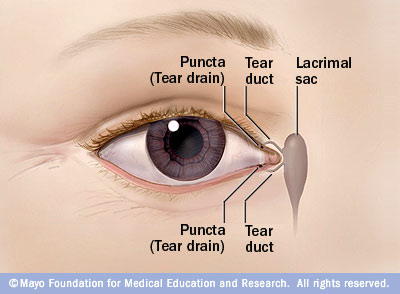 Puncta
(Tear drain)
Tear
duct
Lacrimal
sac
Puncta
(Tear drain)
Tear
duct
©Mayo Foundation for Medical Education and Research. All rights reserved.